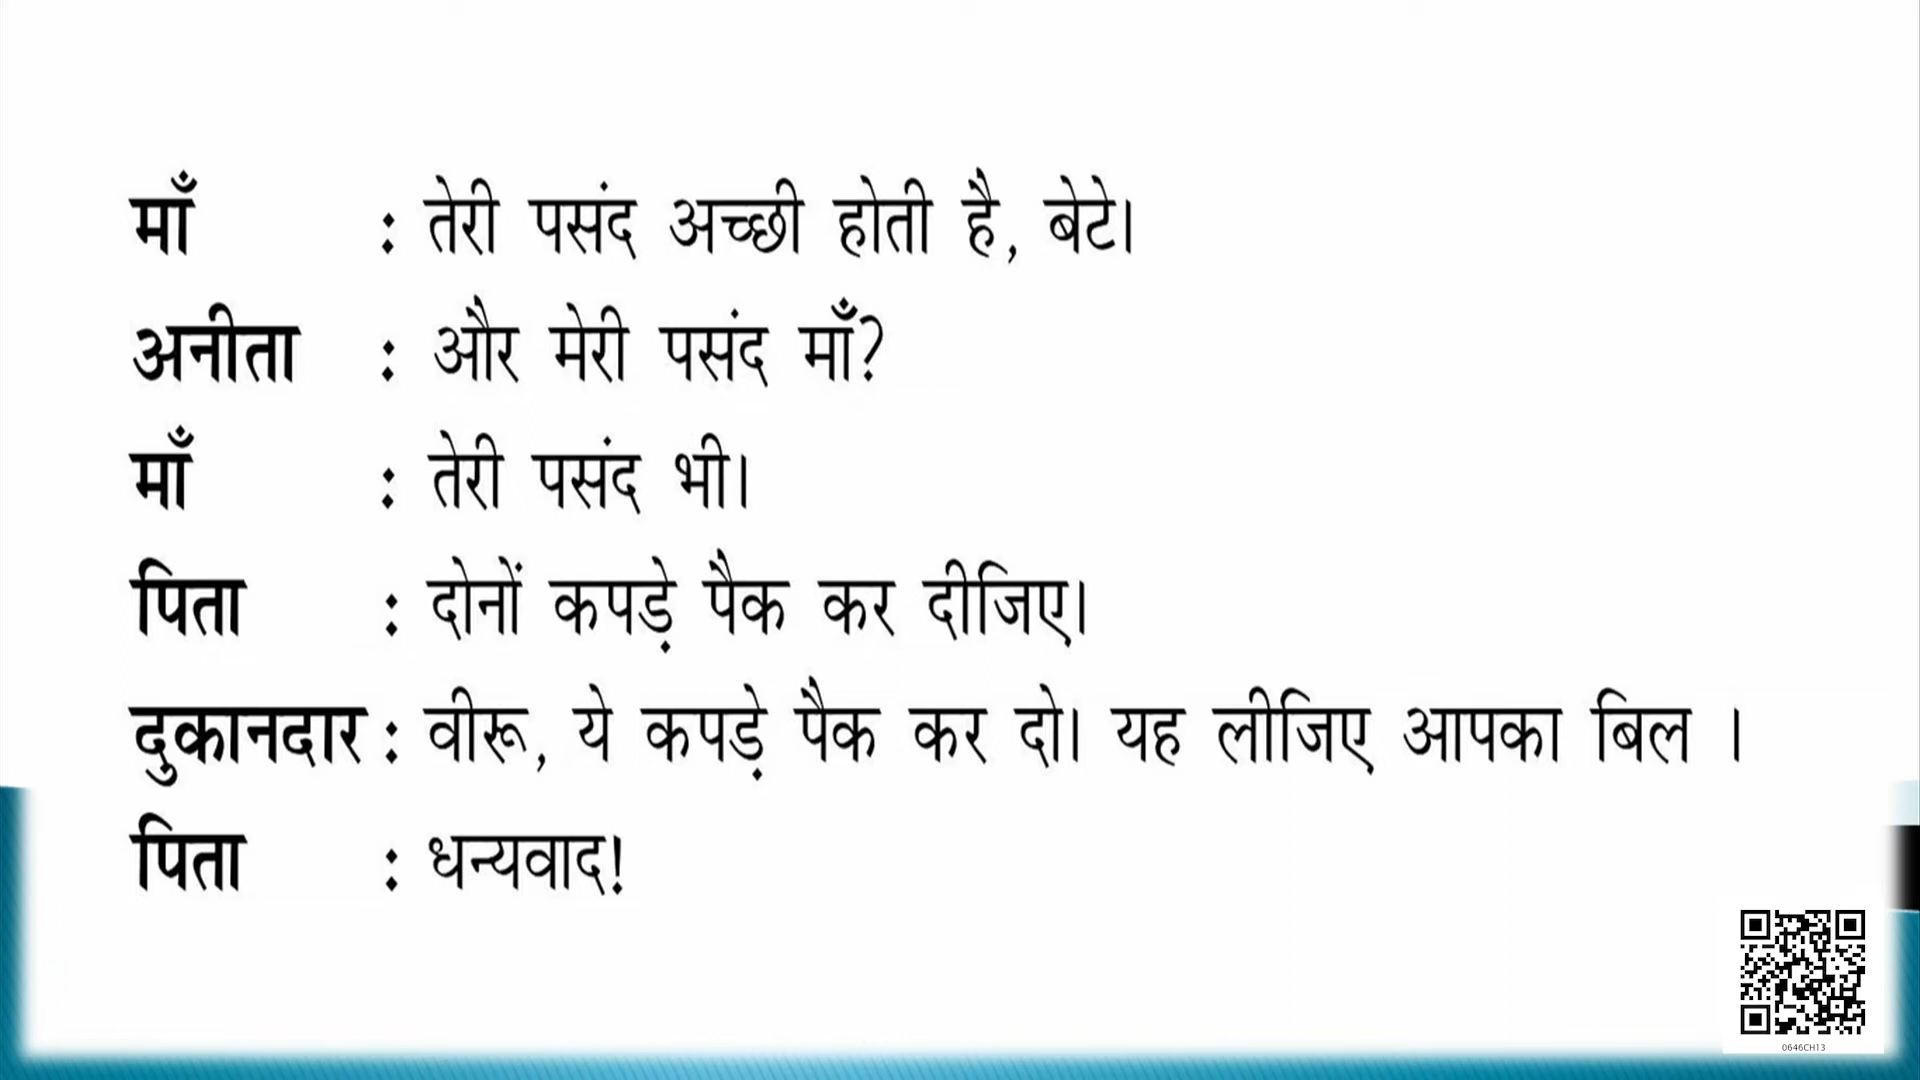 माँ : तेरी पसंद अच्छी होती है, बेटे।
अनीता : और मेरी पसंद माँ?
माँ : तेरी पसंद भी।
पिता : दोनों कपड़े पैक कर दीजिए।
दुकानदार : वीरू, ये कपड़े पैक कर दो। यह लीजिए आपका बिल ।
पिता : धन्यवाद!
0646CH13